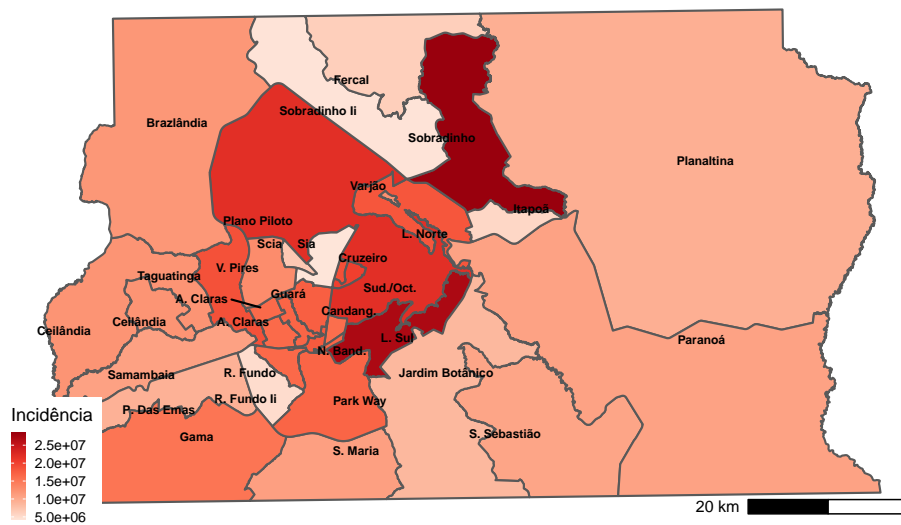 Fercal
Sobradinho Ii
Brazlândia
Sobradinho
Planaltina
Varjão
Itapoã
Plano Piloto
L. Norte
Scia
Sia
Cruzeiro
V. Pires
Taguatinga
Sud./Oct.
Guará
A. Claras
Candang.
Ceilândia
A. Claras
Ceilândia
L. Sul
Paranoá
N. Band.
R. Fundo
Jardim Botânico
Samambaia
R. Fundo Ii
Park Way
P. Das Emas
Gama
S. Sebastião
S. Maria
Incidência
2.5e+07
2.0e+07
1.5e+07
1.0e+07
5.0e+06
20 km